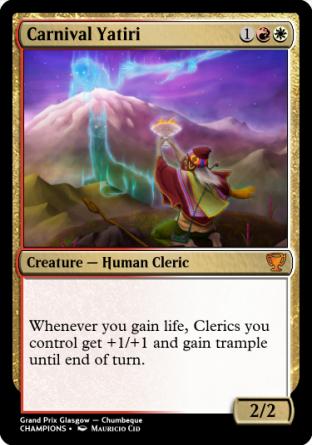 Carnival Yatiri 1
Creature — Human Cleric
Whenever you gain life, Clerics you
control get +1/+1 and gain trample
until end of turn.
2/2
Grand Prix Glasgow — Chumbeque
CHAMPIONS • Mauricio Cid